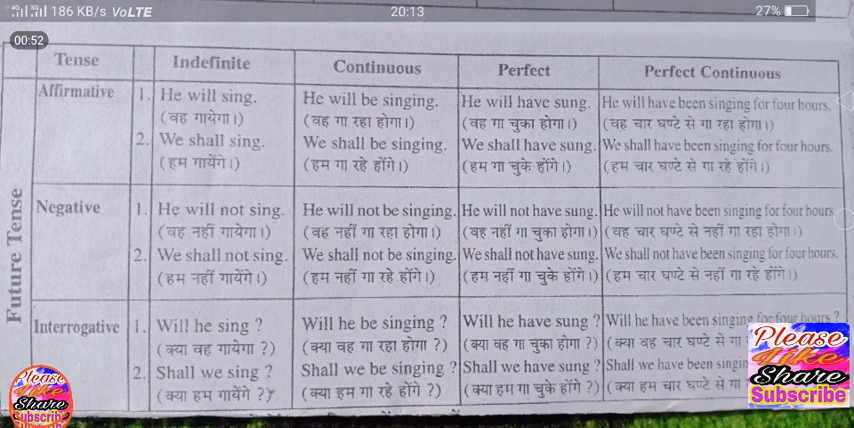 4G 3G 186 KB/s VoLTE 20:13 27%
00:52
Tense Indefinite Continuous Perfect Perfect Continuous
Future Tense
Affirmative 1. He will sing. He will be singing. He will have sung. He will have been singing for four hours.
(वह गायेगा।) (वह गा रहा होगा।) (वह गा चुका होगा।) (वह चार घण्टे से गा रहा होगा।)
2. We shall sing. We shall be singing. We shall have sung. We shall have been singing for four hours.
(हम गायेंगे।) (हम गा रहे होंगे।) (हम गा चुके होंगे।) (हम चार घण्टे से गा रहे होंगे।)
Negative 1. He will not sing. He will not be singing. He will not have sung. He will not have been singing for four hours
(वह नहीं गायेगा।) (वह नहीं गा रहा होगा।) (वह नहीं गा चुका होगा।) (वह चार घण्टे से नहीं गा रहा होगा।)
2. We shall not sing. We shall not be singing. We shall not have sung. We shall not have been singing for four hours.
(हम नहीं गायेंगे।) (हम नहीं गा रहे होंगे।) (हम नहीं गा चुके होंगे।) (हम चार घण्टे से नहीं गा रहे होंगे।)
Interrogative 1. Will he sing ? Will he be singing ? Will he have sung ? Will he have been singing for four hours ?
(क्या वह गायेगा ?) (क्या वह गा रहा होगा ?) (क्या वह गा चुका होगा ?) (क्या वह चार घण्टे से गा
2. Shall we sing ? Shall we be singing ? Shall we have sung ? Shall we have been singin
(क्या हम गायेंगे ?) (क्या हम गा रहे होंगे ?) (क्या हम गा चुके होंगे ?) (क्या हम चार घण्टे से गा
Please
Like
Share
Subscribe
Please
Like
Share
Subscribe